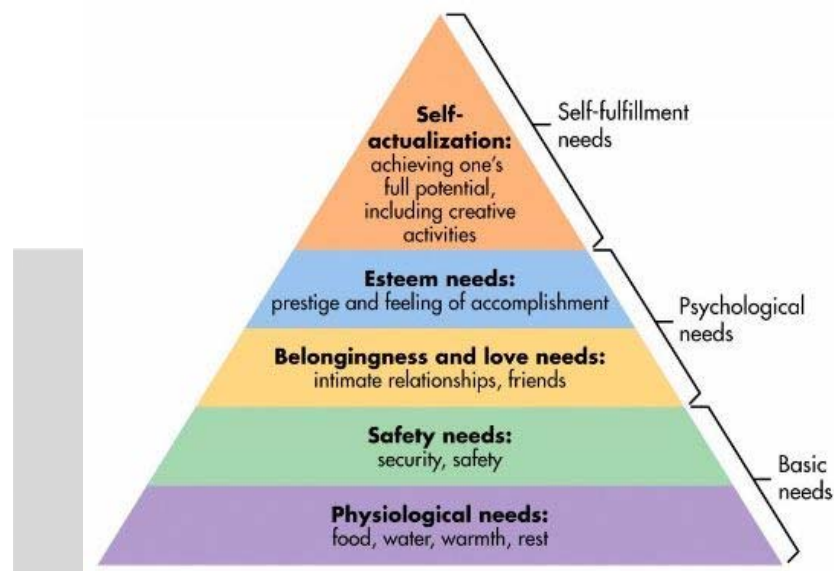 Self-
actualization:
achieving one's
full potential,
including creative
activities
Self-fulfillment
needs
Esteem needs:
prestige and feeling of accomplishment
Belongingness and love needs:
intimate relationships, friends
Psychological
needs
Safety needs:
security, safety
Physiological needs:
food, water, warmth, rest
Basic
needs